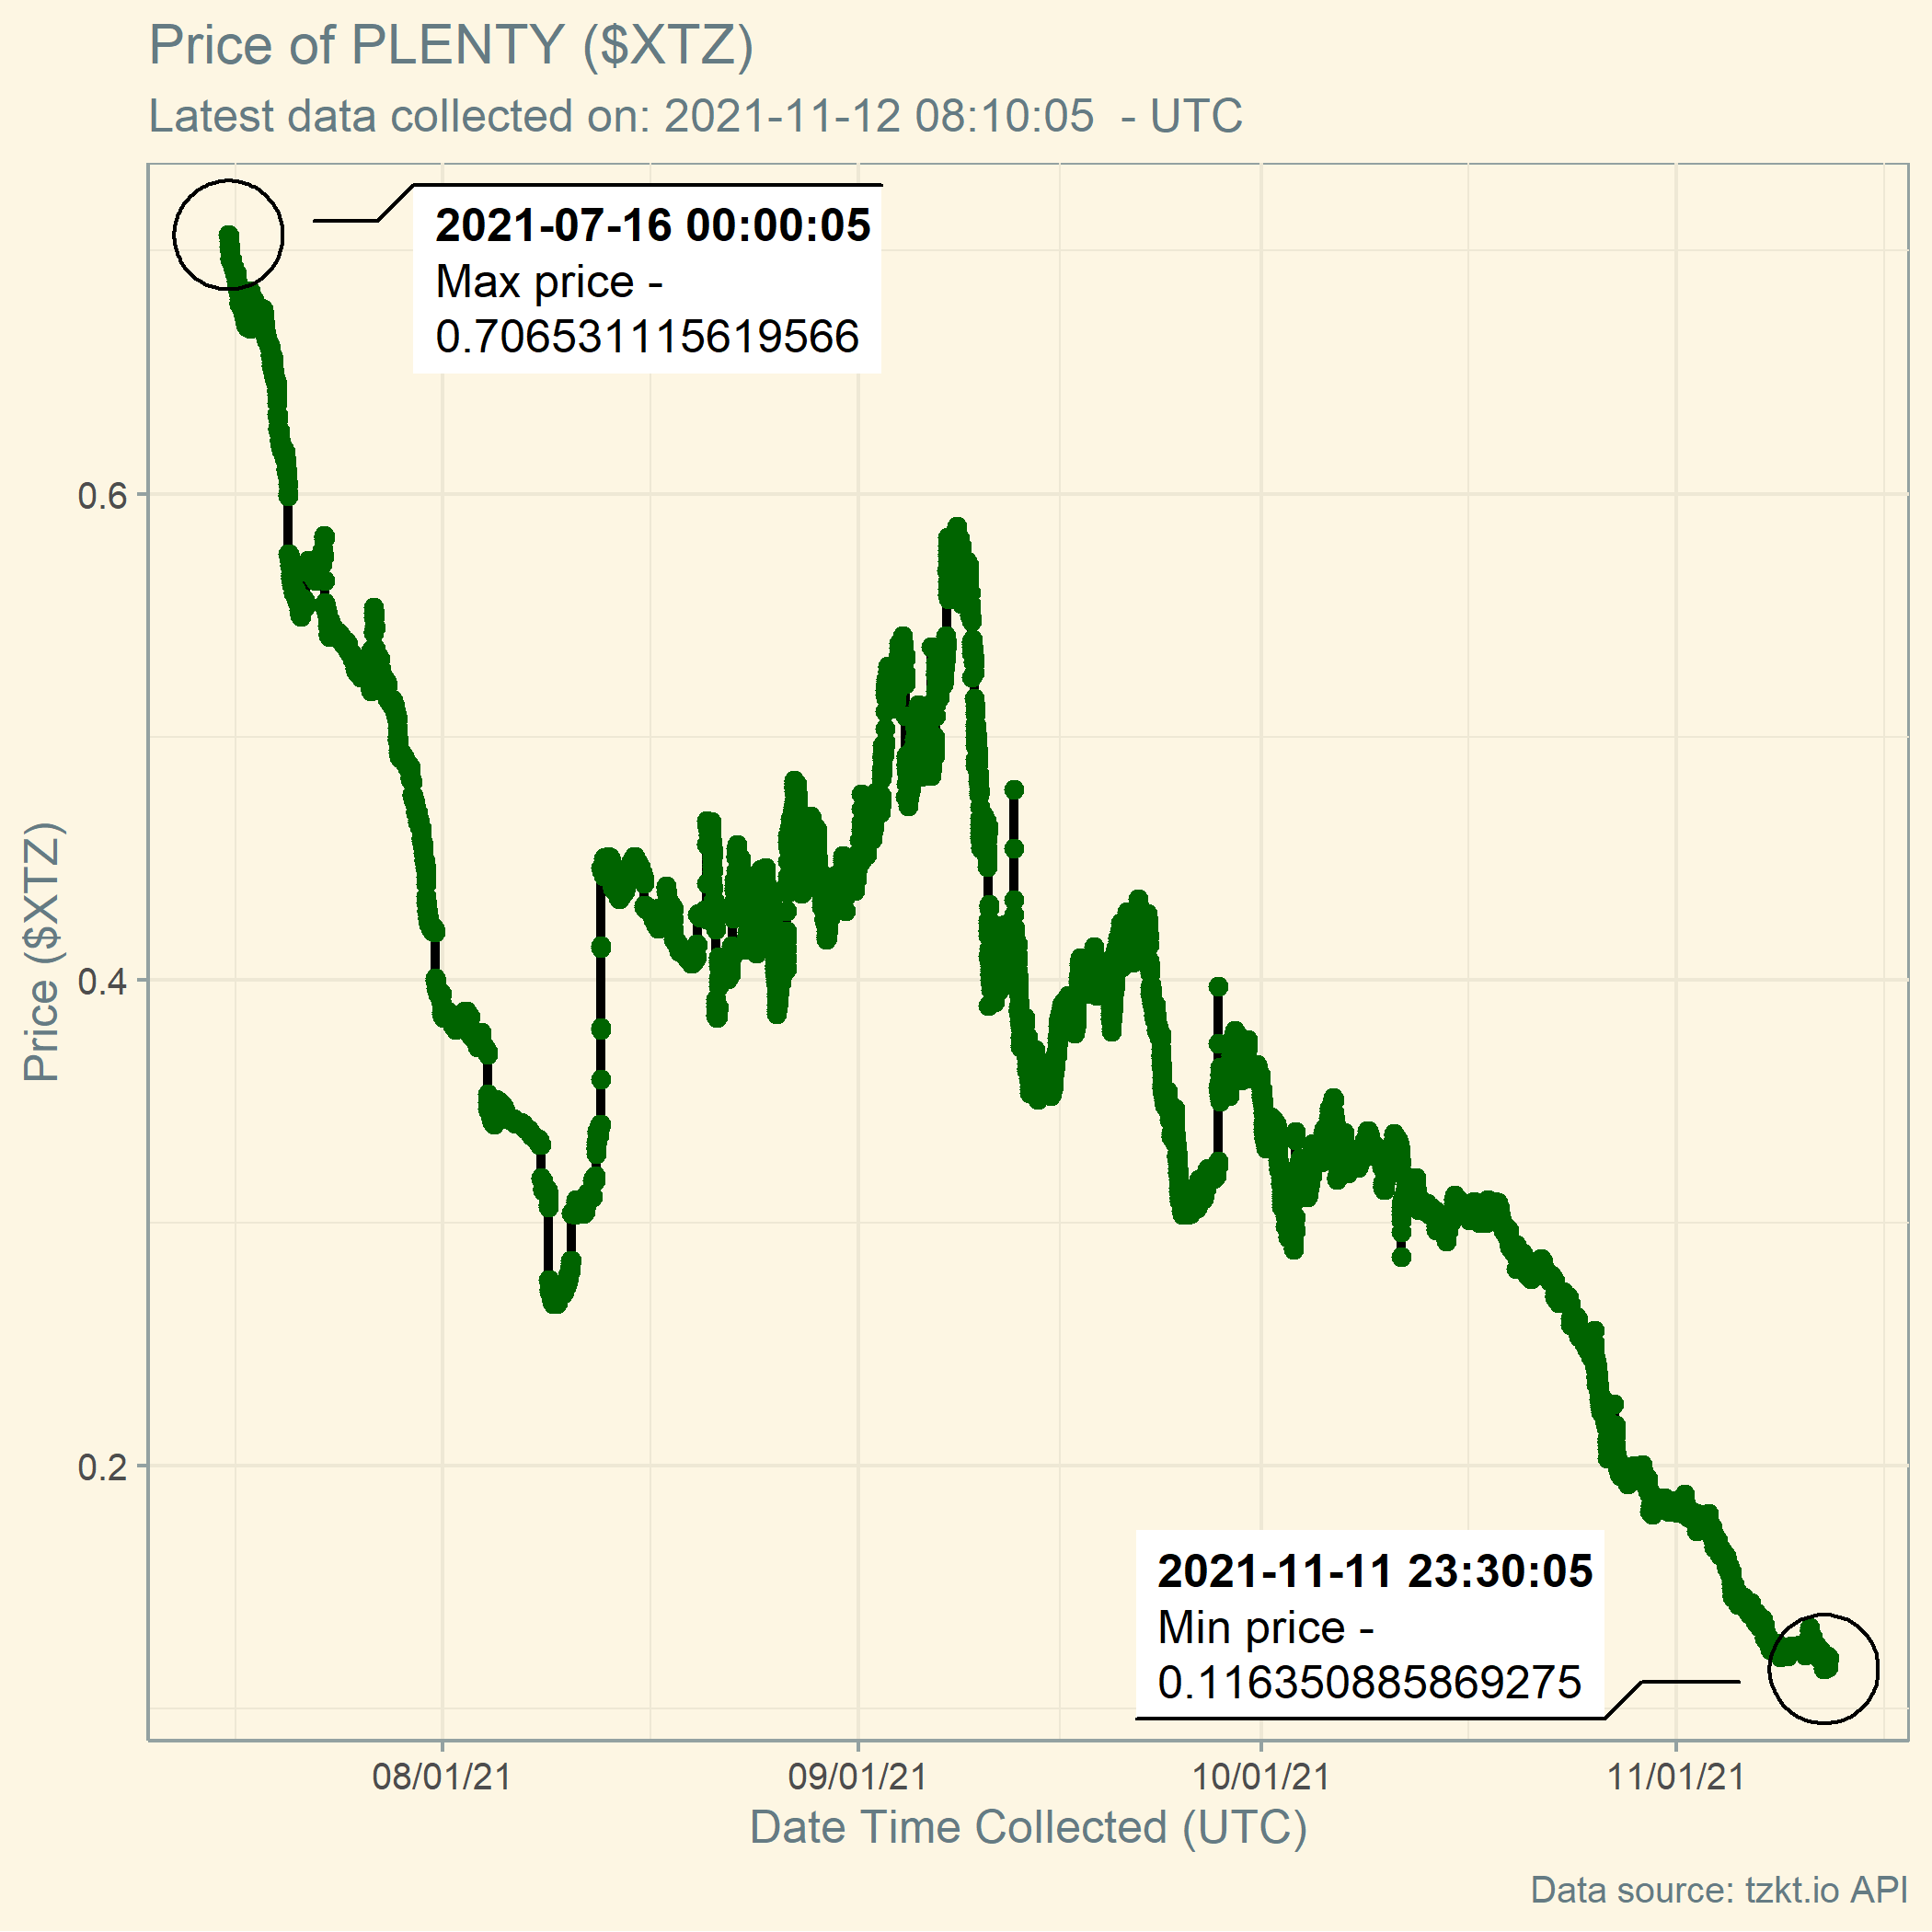 Price of PLENTY ($XTZ)
Latest data collected on: 2021-11-12 08:10:05  - UTC
2021-07-16 00:00:05
Max price -
0.706531115619566
0.6
0.4
0.2
Price ($XTZ)
2021-11-11 23:30:05
Min price -
0.116350885869275
08/01/21
09/01/21
10/01/21
11/01/21
Date Time Collected (UTC)
Data source: tzkt.io API